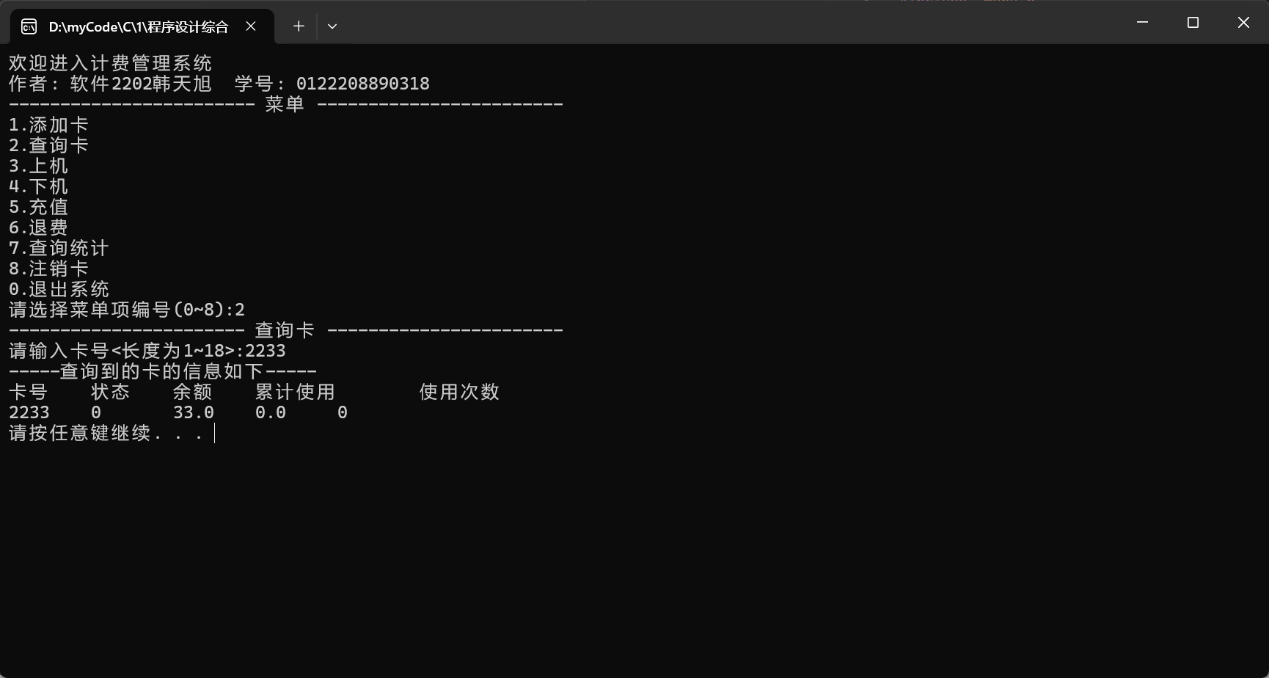 D:\myCode\C\1\程序设计综合
欢迎进入计费管理系统
作者: 软件2202韩天旭  学号: 0122208890318
------------------------ 菜单 ------------------------
1.添加卡
2.查询卡
3.上机
4.下机
5.充值
6.退费
7.查询统计
8.注销卡
0.退出系统
请选择菜单项编号(0~8):2
----------------------- 查询卡 -----------------------
请输入卡号<长度为1~18>:2233
-----查询到的卡的信息如下-----
卡号    状态    余额    累计使用        使用次数
2233    0       33.0    0.0     0
请按任意键继续. . .